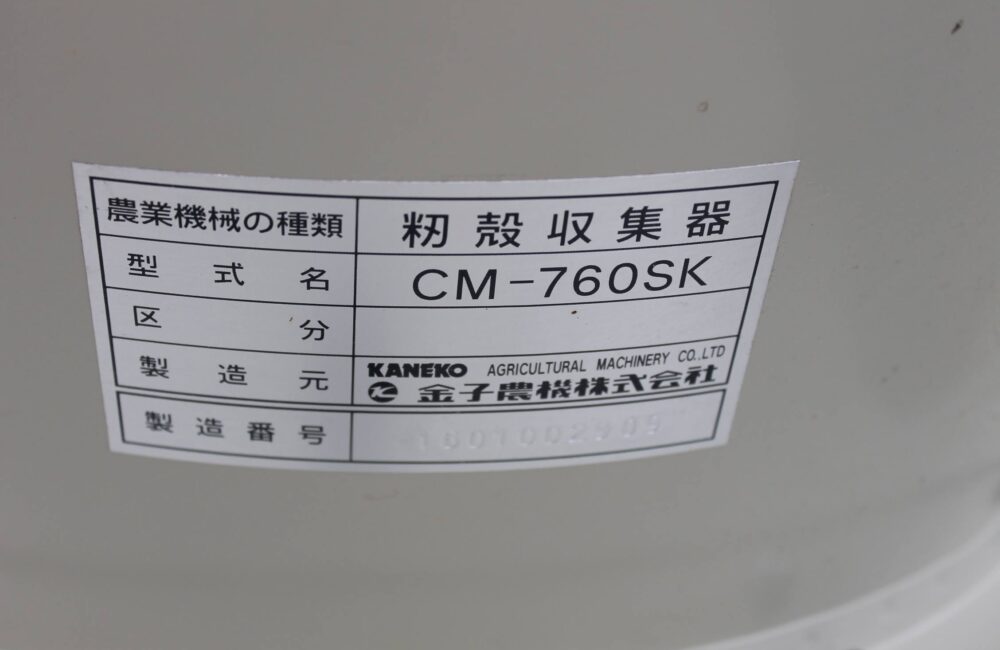 農業機械の種類 籾殻収集器
型式名 CM-760SK
区分
製造元 KANEKO AGRICULTURAL MACHINERY CO.,LTD
金子農機株式会社
製造番号